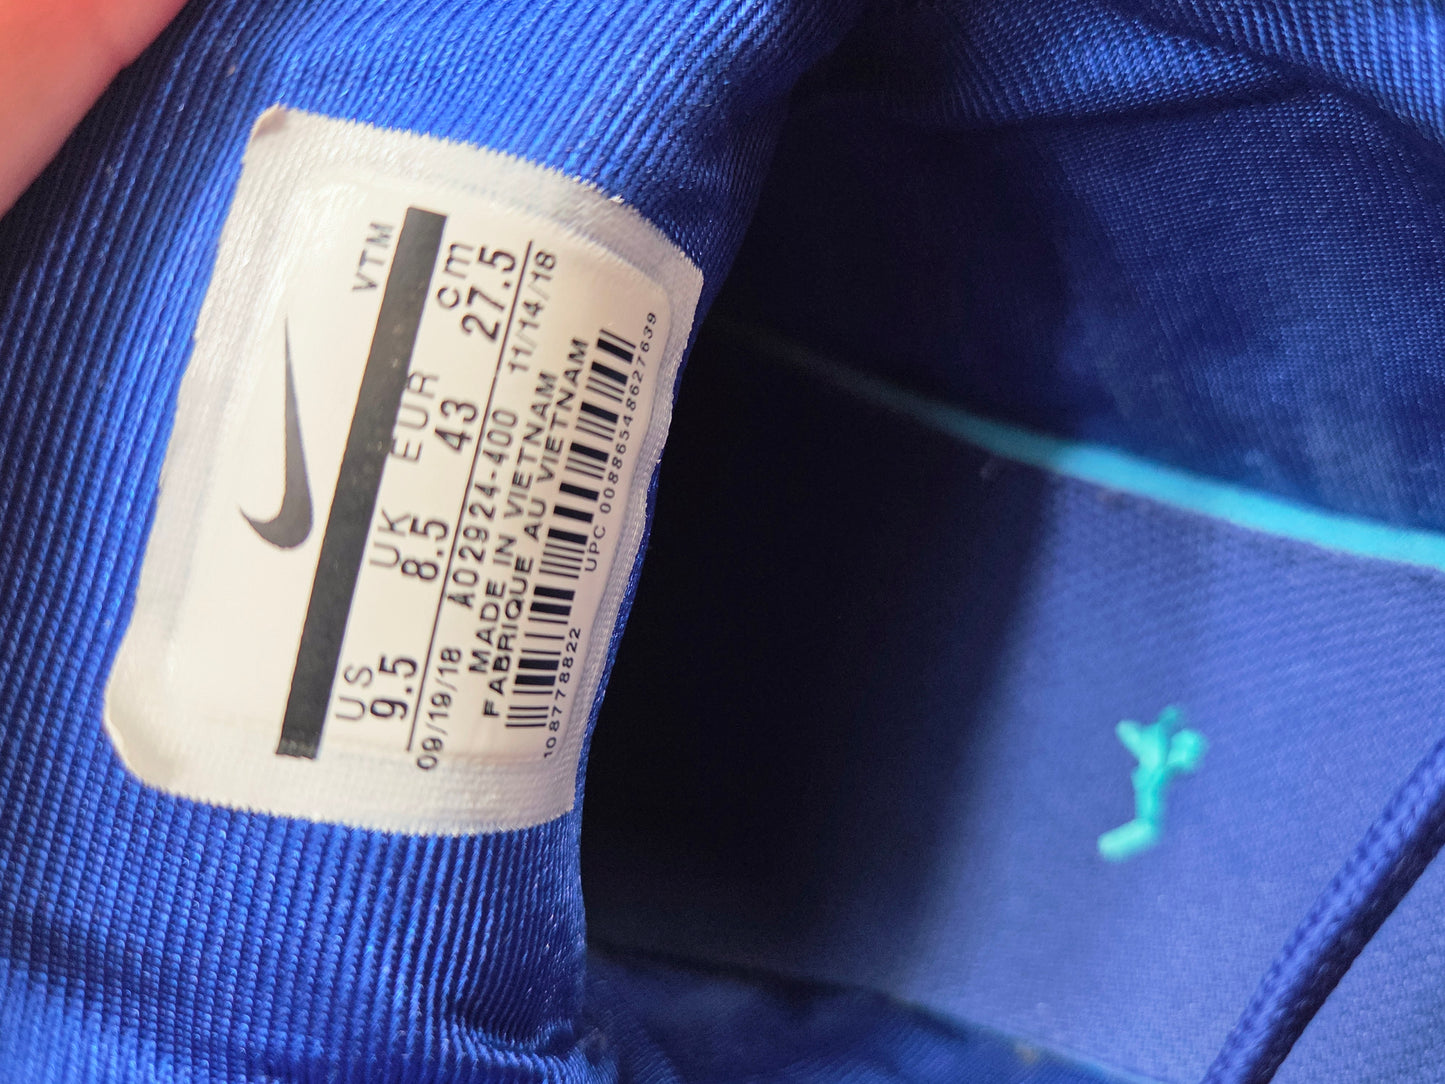 VTM
US UK EUR cm
9.5 8.5 43 27.5
09/19/18 AO2924-400 11/14/18
MADE IN VIETNAM
FABRIQUE AU VIETNAM
1087778822 UPC 00886548627639